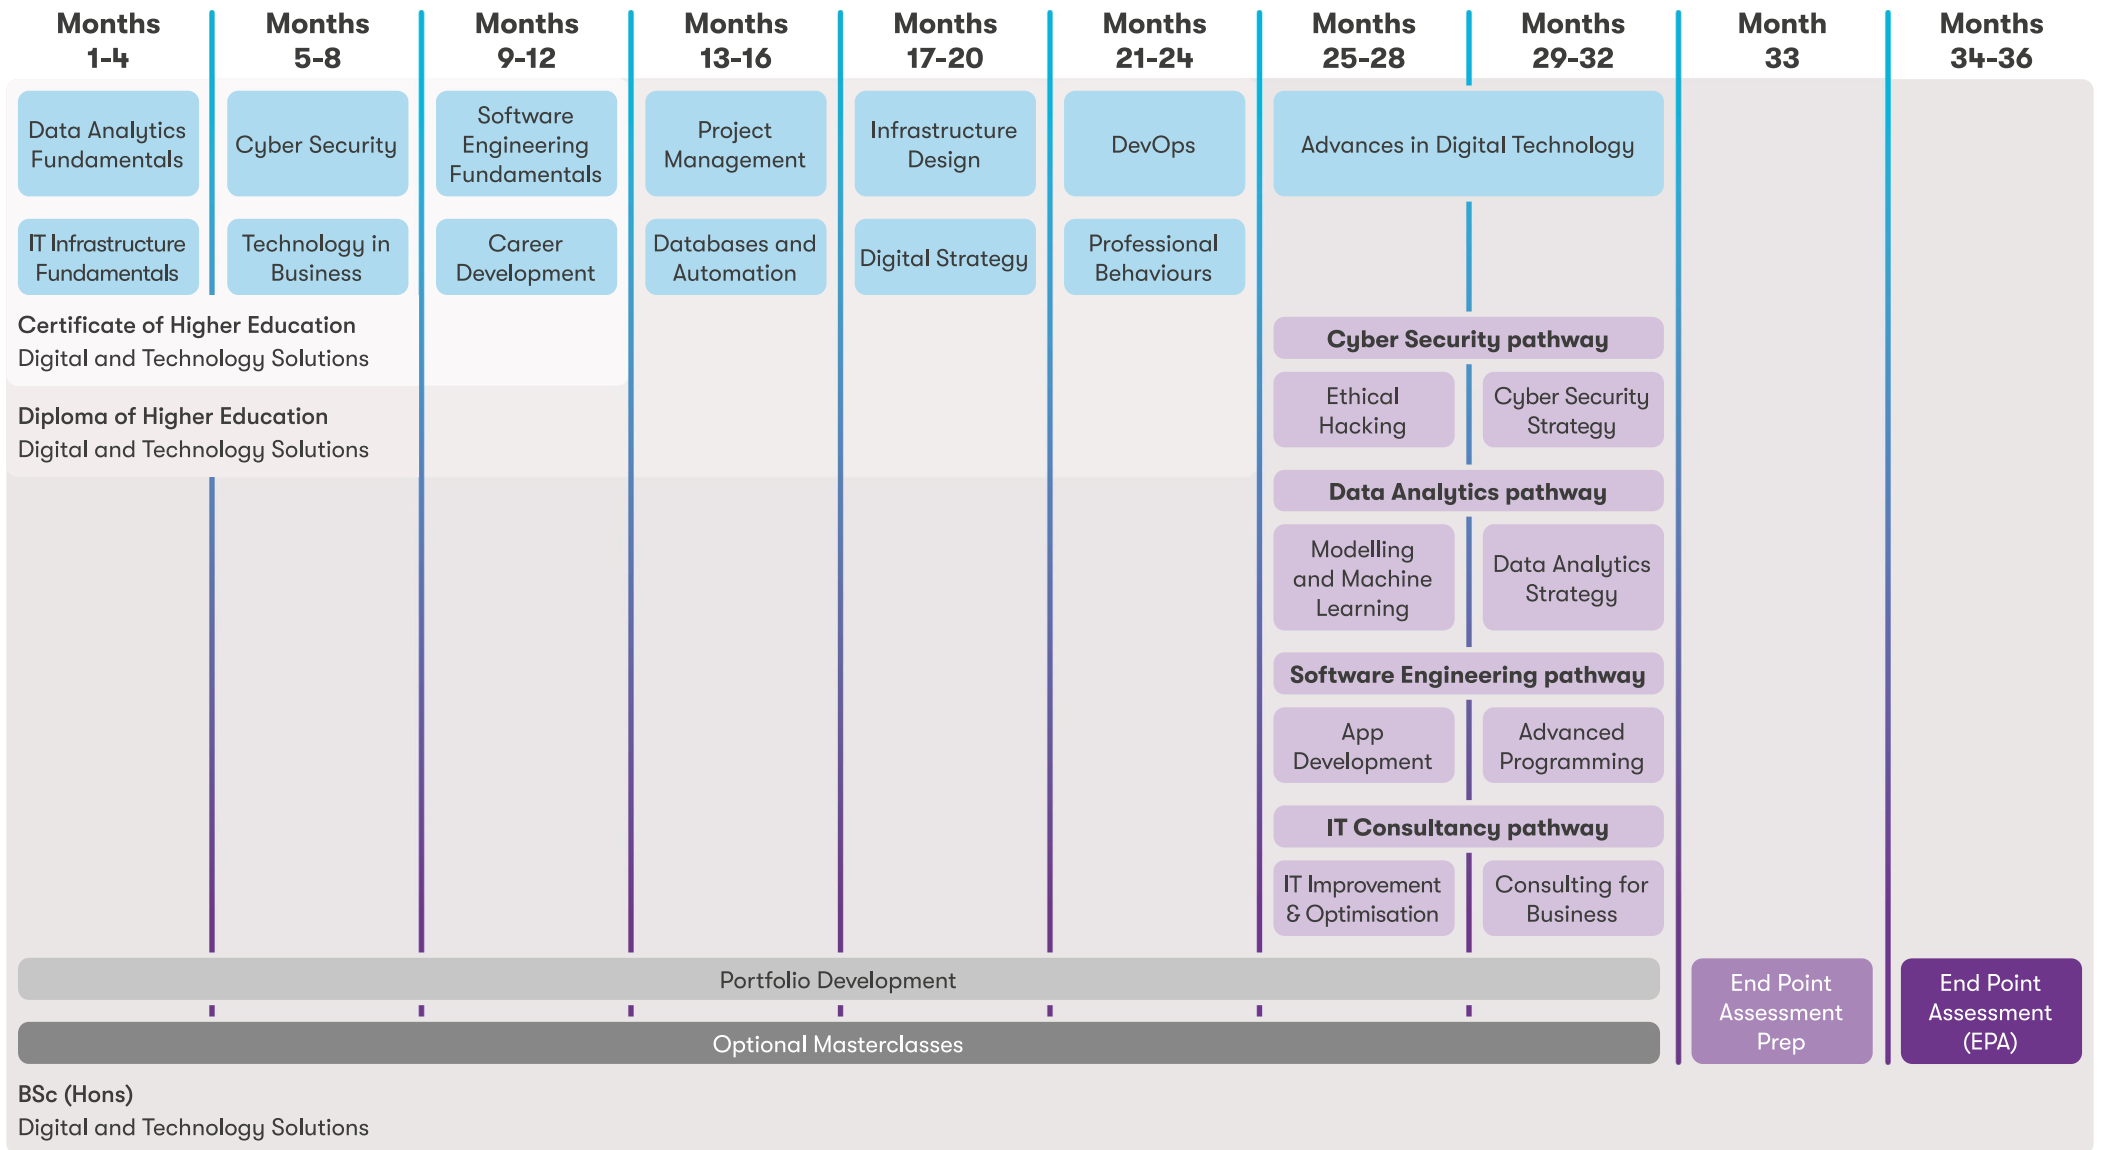 Months
1-4
Months
5-8
Months
9-12
Months
13-16
Months
17-20
Months
21-24
Months
25-28
Months
29-32
Month
33
Months
34-36
Data Analytics
Fundamentals
Cyber Security
Software
Engineering
Fundamentals
Project
Management
Infrastructure
Design
DevOps
Advances in Digital Technology
IT Infrastructure
Fundamentals
Technology in
Business
Career
Development
Databases and
Automation
Digital Strategy
Professional
Behaviours
Certificate of Higher Education
Digital and Technology Solutions
Diploma of Higher Education
Digital and Technology Solutions
Cyber Security pathway
Ethical
Hacking
Cyber Security
Strategy
Data Analytics pathway
Modelling
and Machine
Learning
Data Analytics
Strategy
Software Engineering pathway
App
Development
Advanced
Programming
IT Consultancy pathway
IT Improvement
& Optimisation
Consulting for
Business
Portfolio Development
Optional Masterclasses
End Point
Assessment
Prep
End Point
Assessment
(EPA)
BSc (Hons)
Digital and Technology Solutions